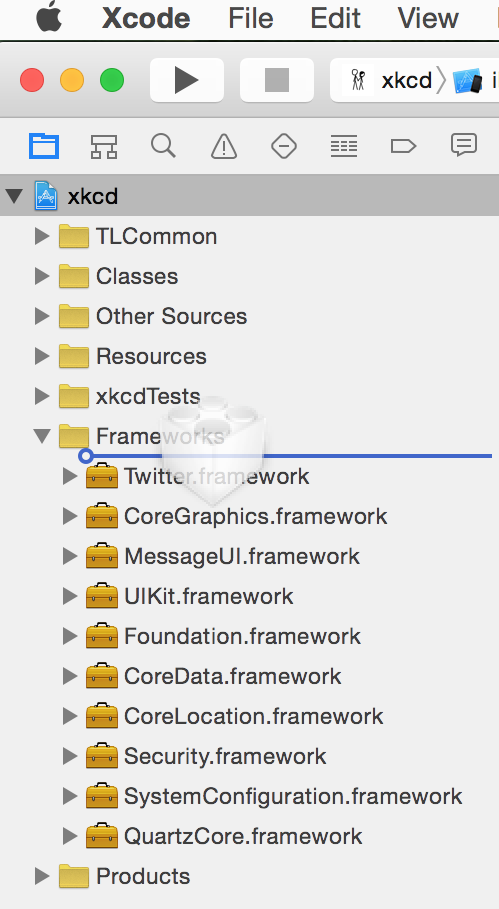 Xcode File Edit View
xkcd
xkcd
TLCommon
Classes
Other Sources
Resources
xkcdTests
Frameworks
Twitter.framework
CoreGraphics.framework
MessageUI.framework
UIKit.framework
Foundation.framework
CoreData.framework
CoreLocation.framework
Security.framework
SystemConfiguration.framework
QuartzCore.framework
Products